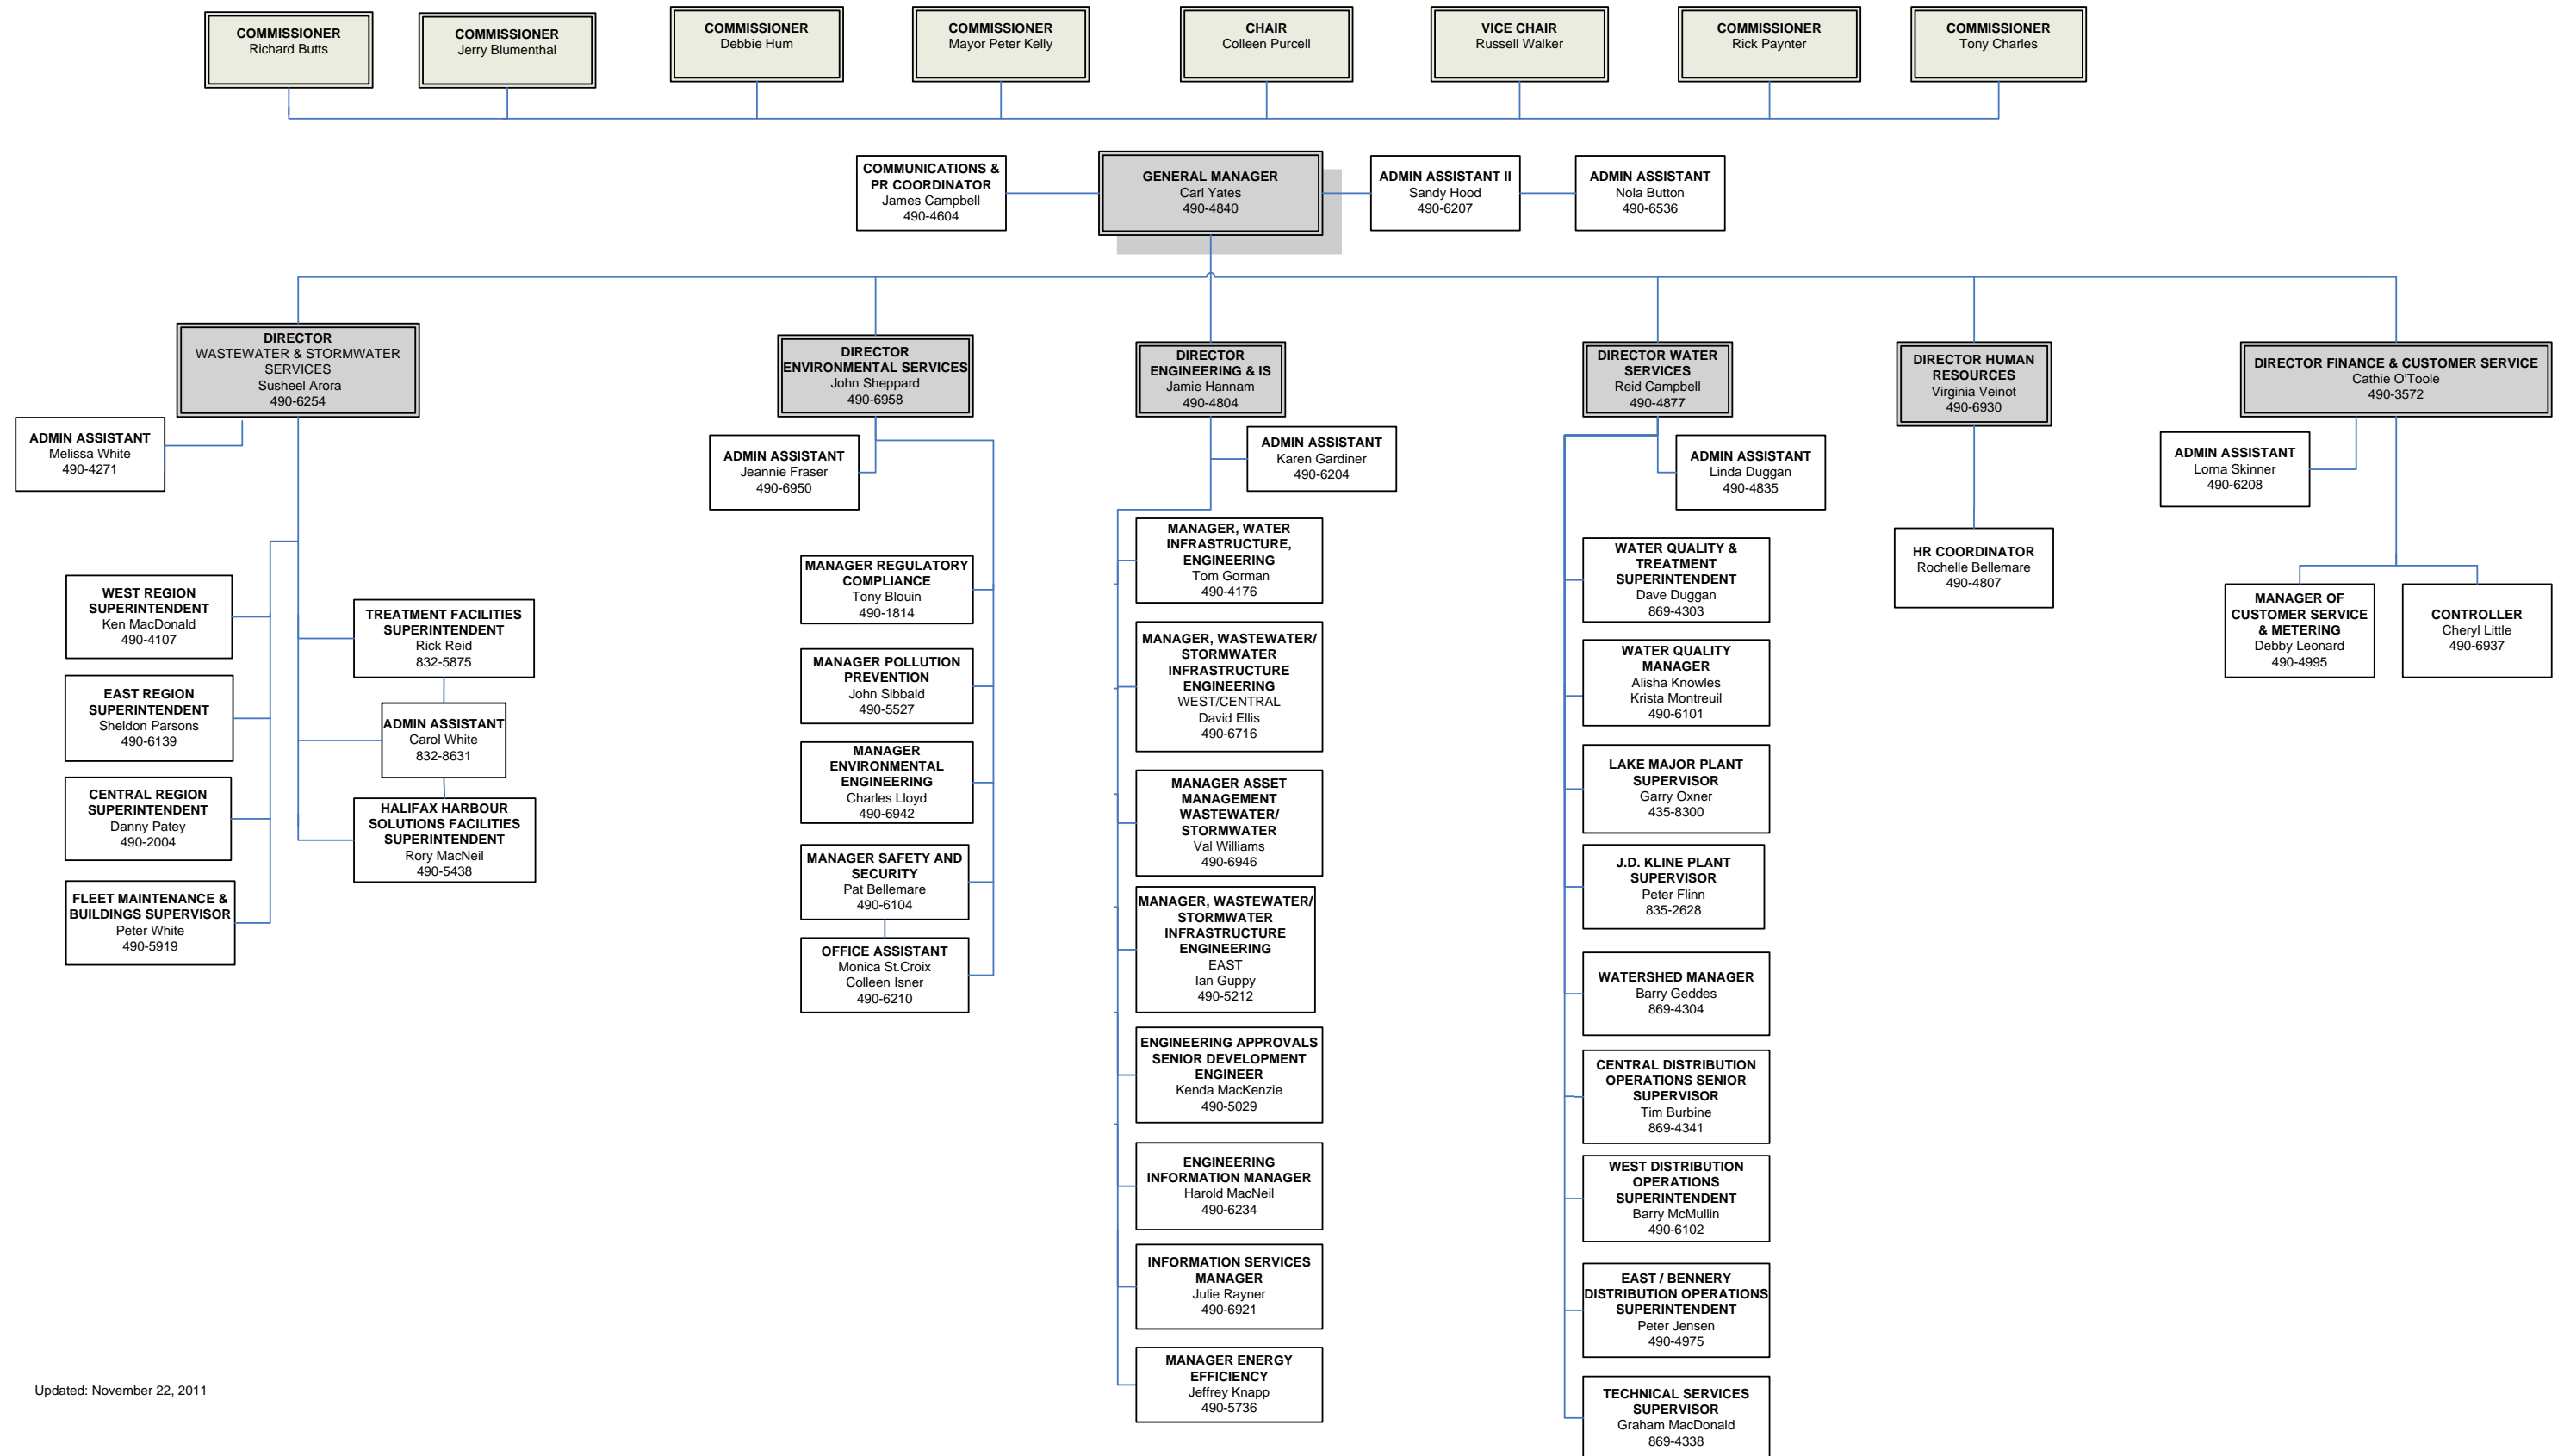 COMMISSIONER
Richard Butts
COMMISSIONER
Jerry Blumenthal
COMMISSIONER
Debbie Hum
COMMISSIONER
Mayor Peter Kelly
CHAIR
Colleen Purcell
VICE CHAIR
Russell Walker
COMMISSIONER
Rick Paynter
COMMISSIONER
Tony Charles
COMMUNICATIONS &
PR COORDINATOR
James Campbell
490-4604
GENERAL MANAGER
Carl Yates
490-4840
ADMIN ASSISTANT II
Sandy Hood
490-6207
ADMIN ASSISTANT
Nola Button
490-6536
DIRECTOR
WASTEWATER & STORMWATER
SERVICES
Susheel Arora
490-6254
ADMIN ASSISTANT
Melissa White
490-4271
WEST REGION
SUPERINTENDENT
Ken MacDonald
490-4107
EAST REGION
SUPERINTENDENT
Sheldon Parsons
490-6139
CENTRAL REGION
SUPERINTENDENT
Danny Patey
490-2004
FLEET MAINTENANCE &
BUILDINGS SUPERVISOR
Peter White
490-5919
TREATMENT FACILITIES
SUPERINTENDENT
Rick Reid
832-5875
ADMIN ASSISTANT
Carol White
832-8631
HALIFAX HARBOUR
SOLUTIONS FACILITIES
SUPERINTENDENT
Rory MacNeil
490-5438
DIRECTOR
ENVIRONMENTAL SERVICES
John Sheppard
490-6958
ADMIN ASSISTANT
Jeannie Fraser
490-6950
MANAGER REGULATORY
COMPLIANCE
Tony Blouin
490-1814
MANAGER POLLUTION
PREVENTION
John Sibbald
490-5527
MANAGER
ENVIRONMENTAL
ENGINEERING
Charles Lloyd
490-6942
MANAGER SAFETY AND
SECURITY
Pat Bellemare
490-6104
OFFICE ASSISTANT
Monica St.Croix
Colleen Isner
490-6210
DIRECTOR
ENGINEERING & IS
Jamie Hannam
490-4804
ADMIN ASSISTANT
Karen Gardiner
490-6204
MANAGER, WATER
INFRASTRUCTURE,
ENGINEERING
Tom Gorman
490-4176
MANAGER, WASTEWATER/
STORMWATER
INFRASTRUCTURE
ENGINEERING
WEST/CENTRAL
David Ellis
490-6716
MANAGER ASSET
MANAGEMENT
WASTEWATER/
STORMWATER
Val Williams
490-6946
MANAGER, WASTEWATER/
STORMWATER
INFRASTRUCTURE
ENGINEERING
EAST
Ian Guppy
490-5212
ENGINEERING APPROVALS
SENIOR DEVELOPMENT
ENGINEER
Kenda MacKenzie
490-5029
ENGINEERING
INFORMATION MANAGER
Harold MacNeil
490-6234
INFORMATION SERVICES
MANAGER
Julie Rayner
490-6921
MANAGER ENERGY
EFFICIENCY
Jeffrey Knapp
490-5736
DIRECTOR WATER
SERVICES
Reid Campbell
490-4877
ADMIN ASSISTANT
Linda Duggan
490-4835
WATER QUALITY &
TREATMENT
SUPERINTENDENT
Dave Duggan
869-4303
WATER QUALITY
MANAGER
Alisha Knowles
Krista Montreuil
490-6101
LAKE MAJOR PLANT
SUPERVISOR
Garry Oxner
435-8300
J.D. KLINE PLANT
SUPERVISOR
Peter Flinn
835-2628
WATERSHED MANAGER
Barry Geddes
869-4304
CENTRAL DISTRIBUTION
OPERATIONS SENIOR
SUPERVISOR
Tim Burbine
869-4341
WEST DISTRIBUTION
OPERATIONS
SUPERINTENDENT
Barry McMullin
490-6102
EAST / BENNERY
DISTRIBUTION OPERATIONS
SUPERINTENDENT
Peter Jensen
490-4975
TECHNICAL SERVICES
SUPERVISOR
Graham MacDonald
869-4338
DIRECTOR HUMAN
RESOURCES
Virginia Veinot
490-6930
HR COORDINATOR
Rochelle Bellemare
490-4807
DIRECTOR FINANCE & CUSTOMER SERVICE
Cathie O'Toole
490-3572
ADMIN ASSISTANT
Lorna Skinner
490-6208
MANAGER OF
CUSTOMER SERVICE
& METERING
Debby Leonard
490-4995
CONTROLLER
Cheryl Little
490-6937
Updated: November 22, 2011